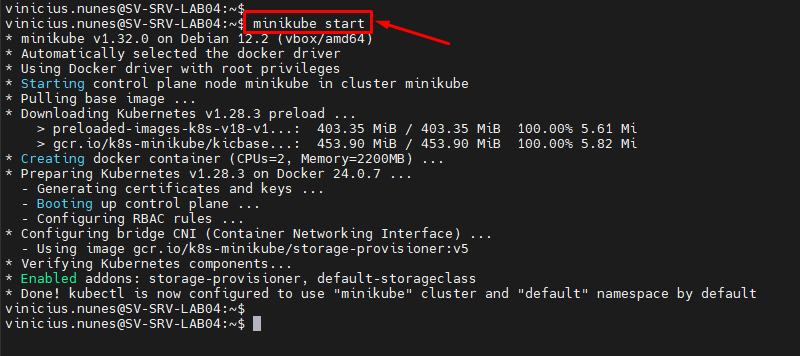 vinicius.nunes@SV-SRV-LAB04:~$
vinicius.nunes@SV-SRV-LAB04:~$ minikube start
* minikube v1.32.0 on Debian 12.2 (vbox/amd64)
* Automatically selected the docker driver
* Using Docker driver with root privileges
* Starting control plane node minikube in cluster minikube
* Pulling base image ...
* Downloading Kubernetes v1.28.3 preload ...
    > preloaded-images-k8s-v18-v1...:  403.35 MiB / 403.35 MiB  100.00% 5.61 Mi
    > gcr.io/k8s-minikube/kicbase...:  453.90 MiB / 453.90 MiB  100.00% 5.82 Mi
* Creating docker container (CPUs=2, Memory=2200MB) ...
* Preparing Kubernetes v1.28.3 on Docker 24.0.7 ...
  - Generating certificates and keys ...
  - Booting up control plane ...
  - Configuring RBAC rules ...
* Configuring bridge CNI (Container Networking Interface) ...
  - Using image gcr.io/k8s-minikube/storage-provisioner:v5
* Verifying Kubernetes components...
* Enabled addons: storage-provisioner, default-storageclass
* Done! kubectl is now configured to use "minikube" cluster and "default" namespace by default
vinicius.nunes@SV-SRV-LAB04:~$
vinicius.nunes@SV-SRV-LAB04:~$